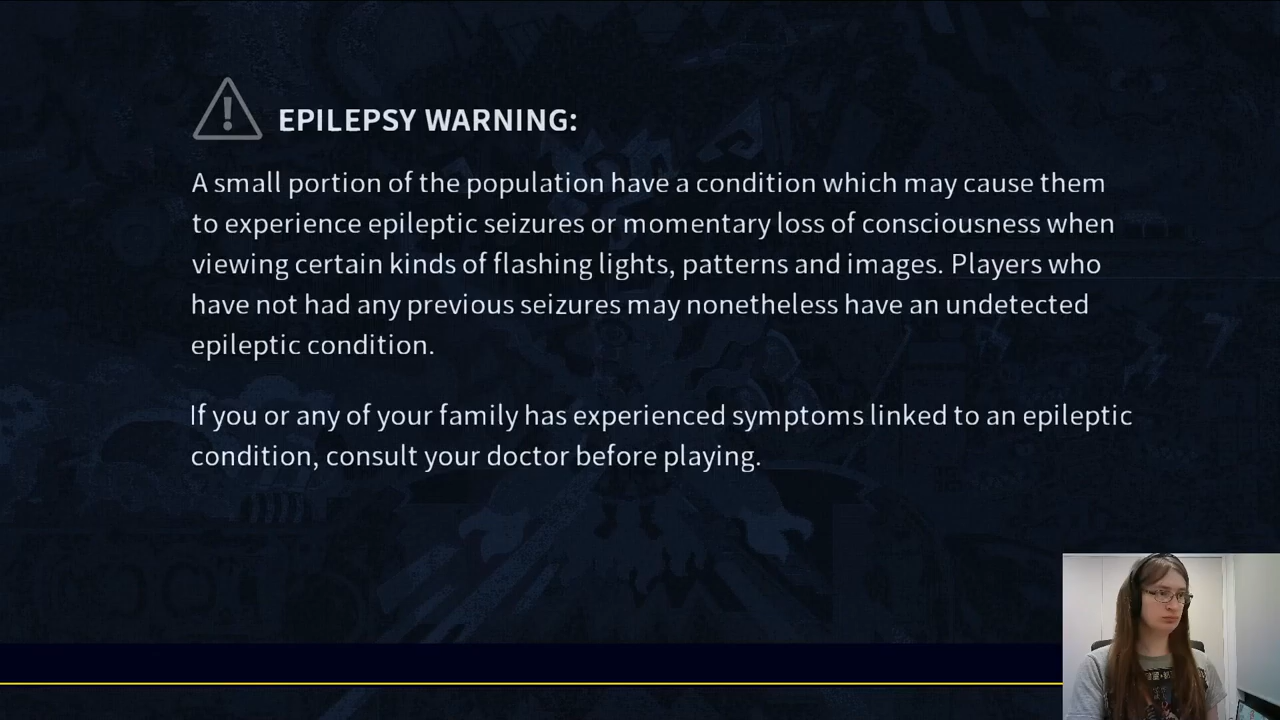 EPILEPSY WARNING:
A small portion of the population have a condition which may cause them
to experience epileptic seizures or momentary loss of consciousness when
viewing certain kinds of flashing lights, patterns and images. Players who
have not had any previous seizures may nonetheless have an undetected
epileptic condition.
If you or any of your family has experienced symptoms linked to an epileptic
condition, consult your doctor before playing.